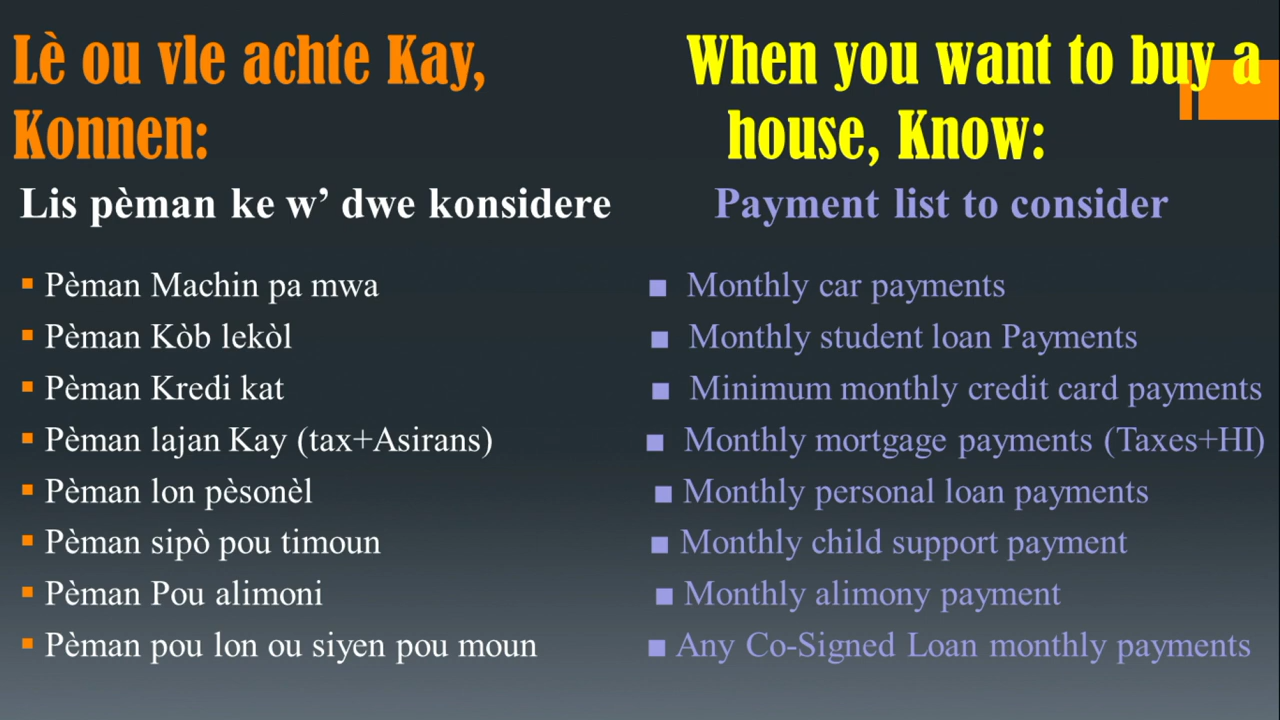 Lè ou vle achte Kay,
Konnen:
Lis pèman ke w’ dwe konsidere
▪ Pèman Machin pa mwa
▪ Pèman Kòb lekòl
▪ Pèman Kredi kat
▪ Pèman lajan Kay (tax+Asirans)
▪ Pèman lon pèsonèl
▪ Pèman sipò pou timoun
▪ Pèman Pou alimoni
▪ Pèman pou lon ou siyen pou moun
When you want to buy a
house, Know:
Payment list to consider
■ Monthly car payments
■ Monthly student loan Payments
■ Minimum monthly credit card payments
■ Monthly mortgage payments (Taxes+HI)
■ Monthly personal loan payments
■ Monthly child support payment
■ Monthly alimony payment
■ Any Co-Signed Loan monthly payments